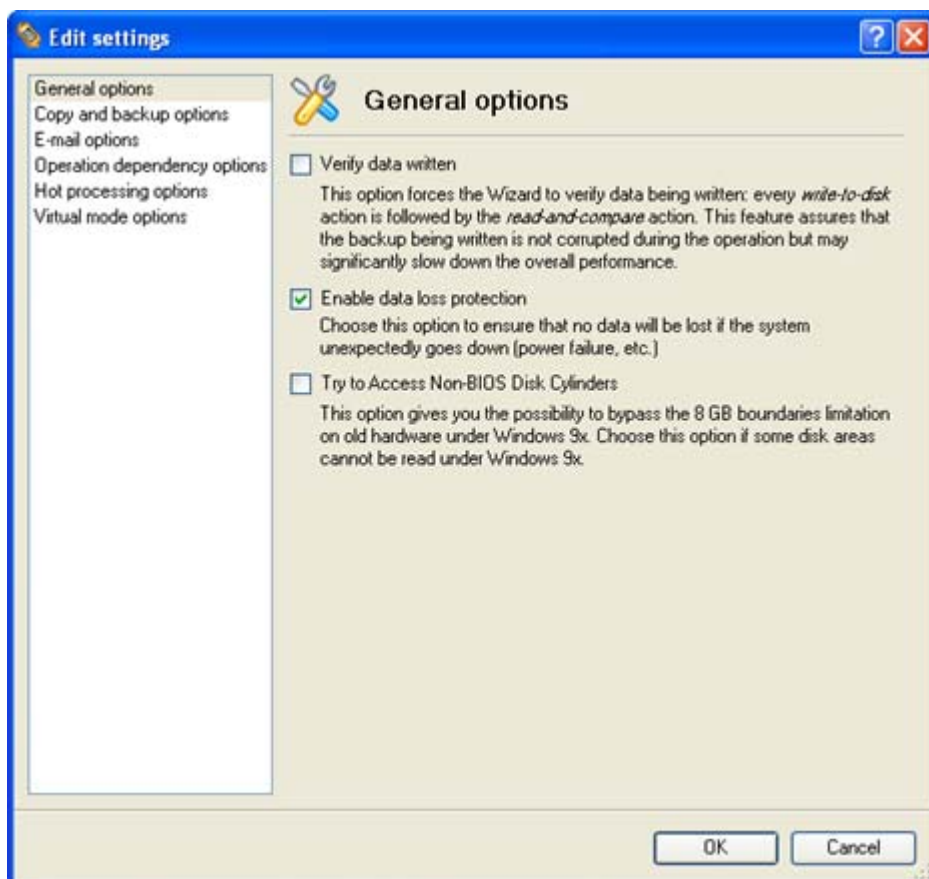 Edit settings
General options
Copy and backup options
E-mail options
Operation dependency options
Hot processing options
Virtual mode options
General options
Verify data written
This option forces the Wizard to verify data being written: every write-to-disk
action is followed by the read-and-compare action. This feature assures that
the backup being written is not corrupted during the operation but may
significantly slow down the overall performance.
Enable data loss protection
Choose this option to ensure that no data will be lost if the system
unexpectedly goes down (power failure, etc.)
Try to Access Non-BIOS Disk Cylinders
This option gives you the possibility to bypass the 8 GB boundaries limitation
on old hardware under Windows 9x. Choose this option if some disk areas
cannot be read under Windows 9x.
OK
Cancel